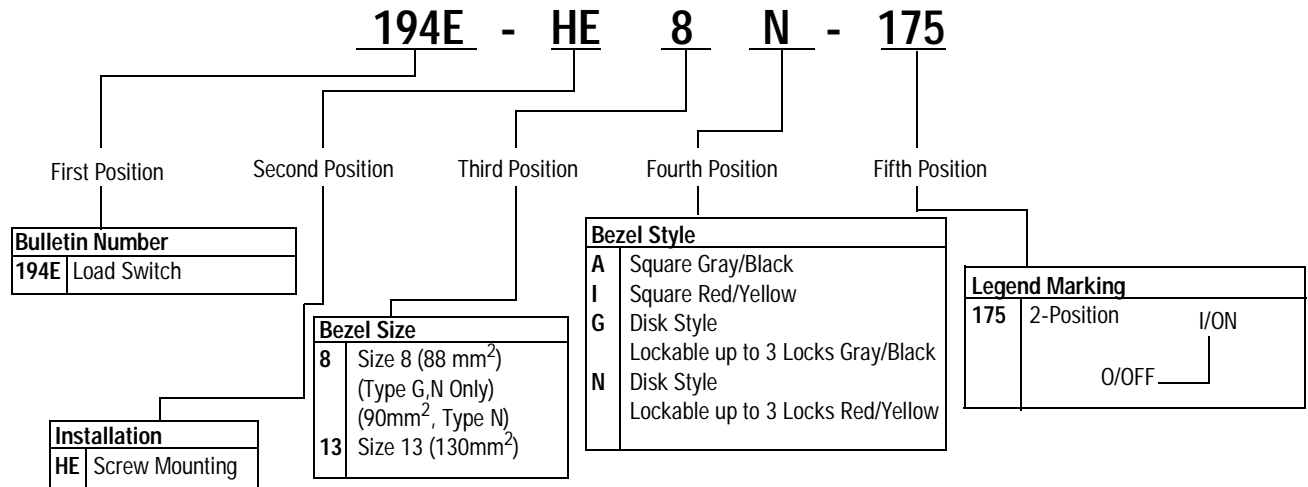 194E - HE 8 N - 175
First Position Second Position Third Position Fourth Position Fifth Position
Bulletin Number
194E Load Switch
Installation
HE Screw Mounting
Bezel Size
8 Size 8 (88 mm²)
(Type G,N Only)
(90mm², Type N)
13 Size 13 (130mm²)
Bezel Style
A Square Gray/Black
I Square Red/Yellow
G Disk Style
Lockable up to 3 Locks Gray/Black
N Disk Style
Lockable up to 3 Locks Red/Yellow
Legend Marking
175 2-Position I/ON
O/OFF